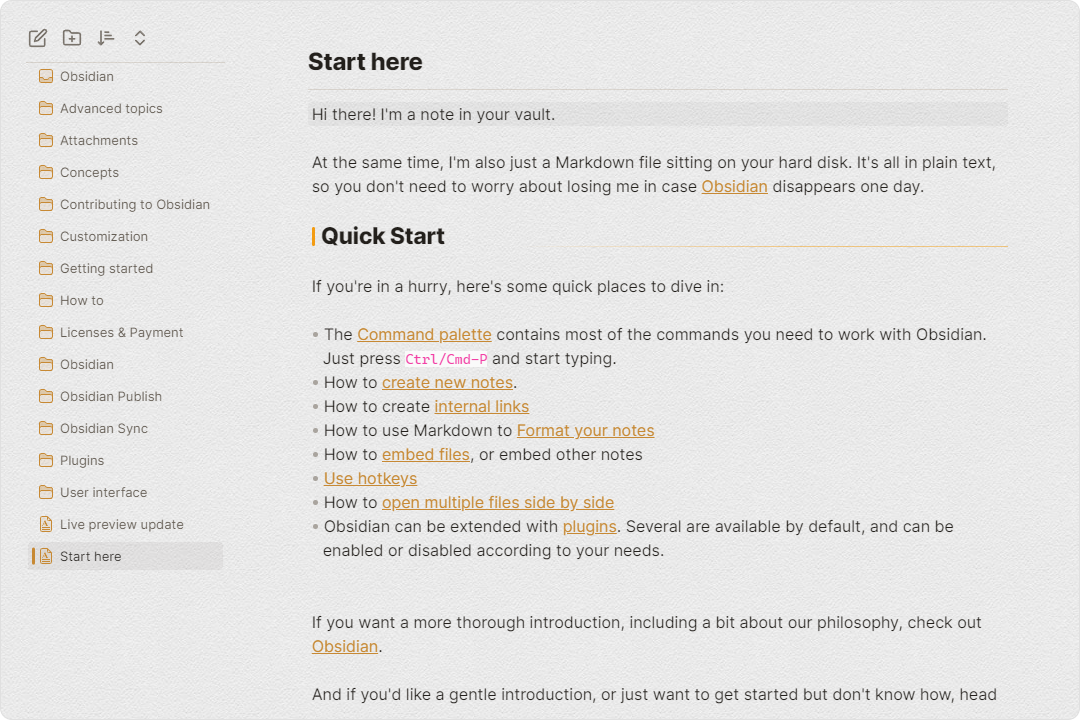 Obsidian
Advanced topics
Attachments
Concepts
Contributing to Obsidian
Customization
Getting started
How to
Licenses & Payment
Obsidian
Obsidian Publish
Obsidian Sync
Plugins
User interface
Live preview update
Start here
Start here
Hi there! I'm a note in your vault.
At the same time, I'm also just a Markdown file sitting on your hard disk. It's all in plain text,
so you don't need to worry about losing me in case Obsidian disappears one day.
Quick Start
If you're in a hurry, here's some quick places to dive in:
• The Command palette contains most of the commands you need to work with Obsidian.
Just press Ctrl/Cmd-P and start typing.
• How to create new notes.
• How to create internal links
• How to use Markdown to Format your notes
• How to embed files, or embed other notes
• Use hotkeys
• How to open multiple files side by side
• Obsidian can be extended with plugins. Several are available by default, and can be
enabled or disabled according to your needs.
If you want a more thorough introduction, including a bit about our philosophy, check out
Obsidian.
And if you'd like a gentle introduction, or just want to get started but don't know how, head